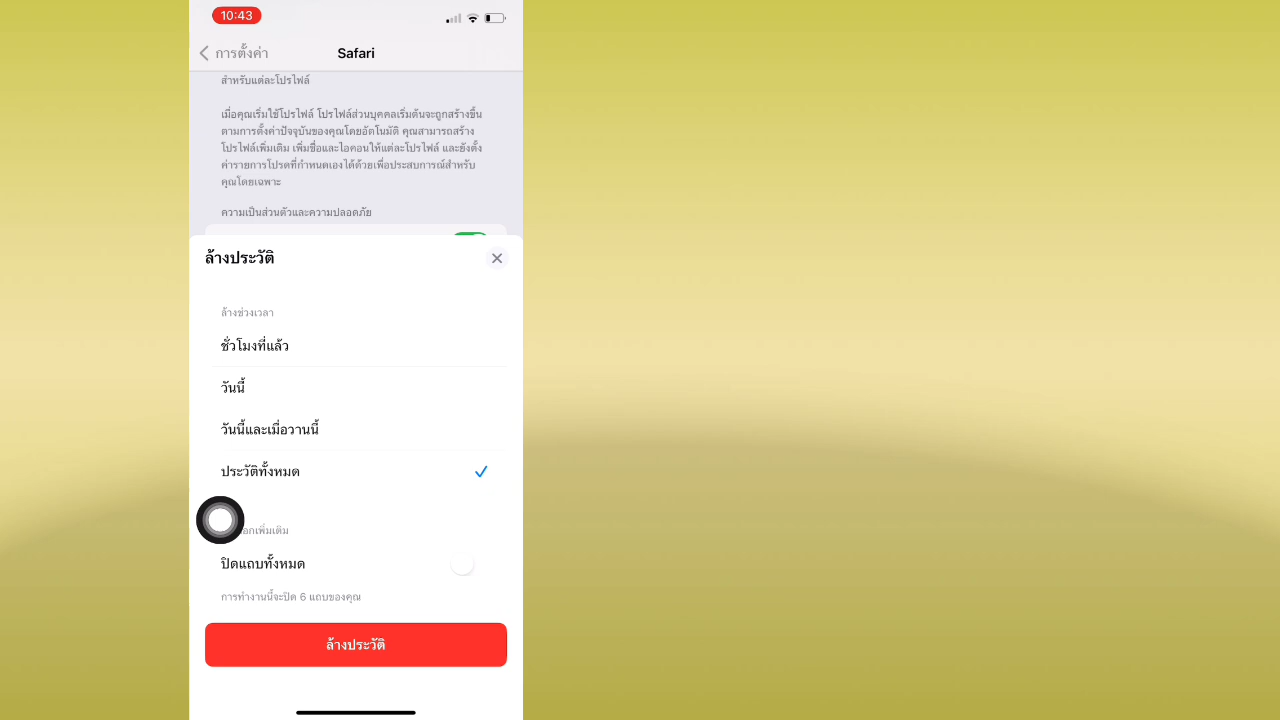 10:43
การตั้งค่า
Safari
สำหรับแต่ละโปรไฟล์
เมื่อคุณเริ่มใช้โปรไฟล์ โปรไฟล์ส่วนบุคคลเริ่มต้นจะถูกสร้างขึ้น
ตามการตั้งค่าปัจจุบันของคุณโดยอัตโนมัติ คุณสามารถสร้าง
โปรไฟล์เพิ่มเติม เพิ่มชื่อและไอคอนให้แต่ละโปรไฟล์ และยังตั้ง
ค่ารายการโปรดที่กำหนดเองได้ด้วยเพื่อประสบการณ์สำหรับ
คุณโดยเฉพาะ
ความเป็นส่วนตัวและความปลอดภัย
ล้างประวัติ
ล้างช่วงเวลา
ชั่วโมงที่แล้ว
วันนี้
วันนี้และเมื่อวานนี้
ประวัติทั้งหมด
อกเพิ่มเติม
ปิดแถบทั้งหมด
การทำงานนี้จะปิด 6 แถบของคุณ
ล้างประวัติ